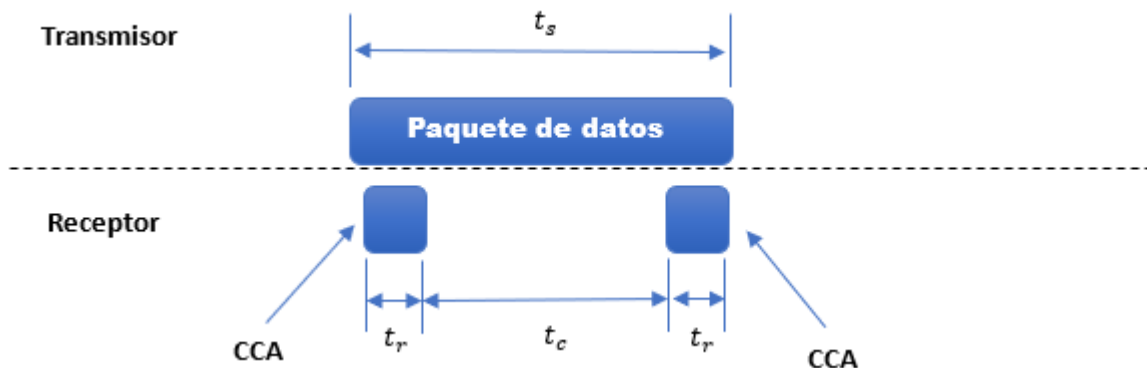 Transmisor
t_s
Paquete de datos
Receptor
t_r
t_c
t_r
CCA
CCA